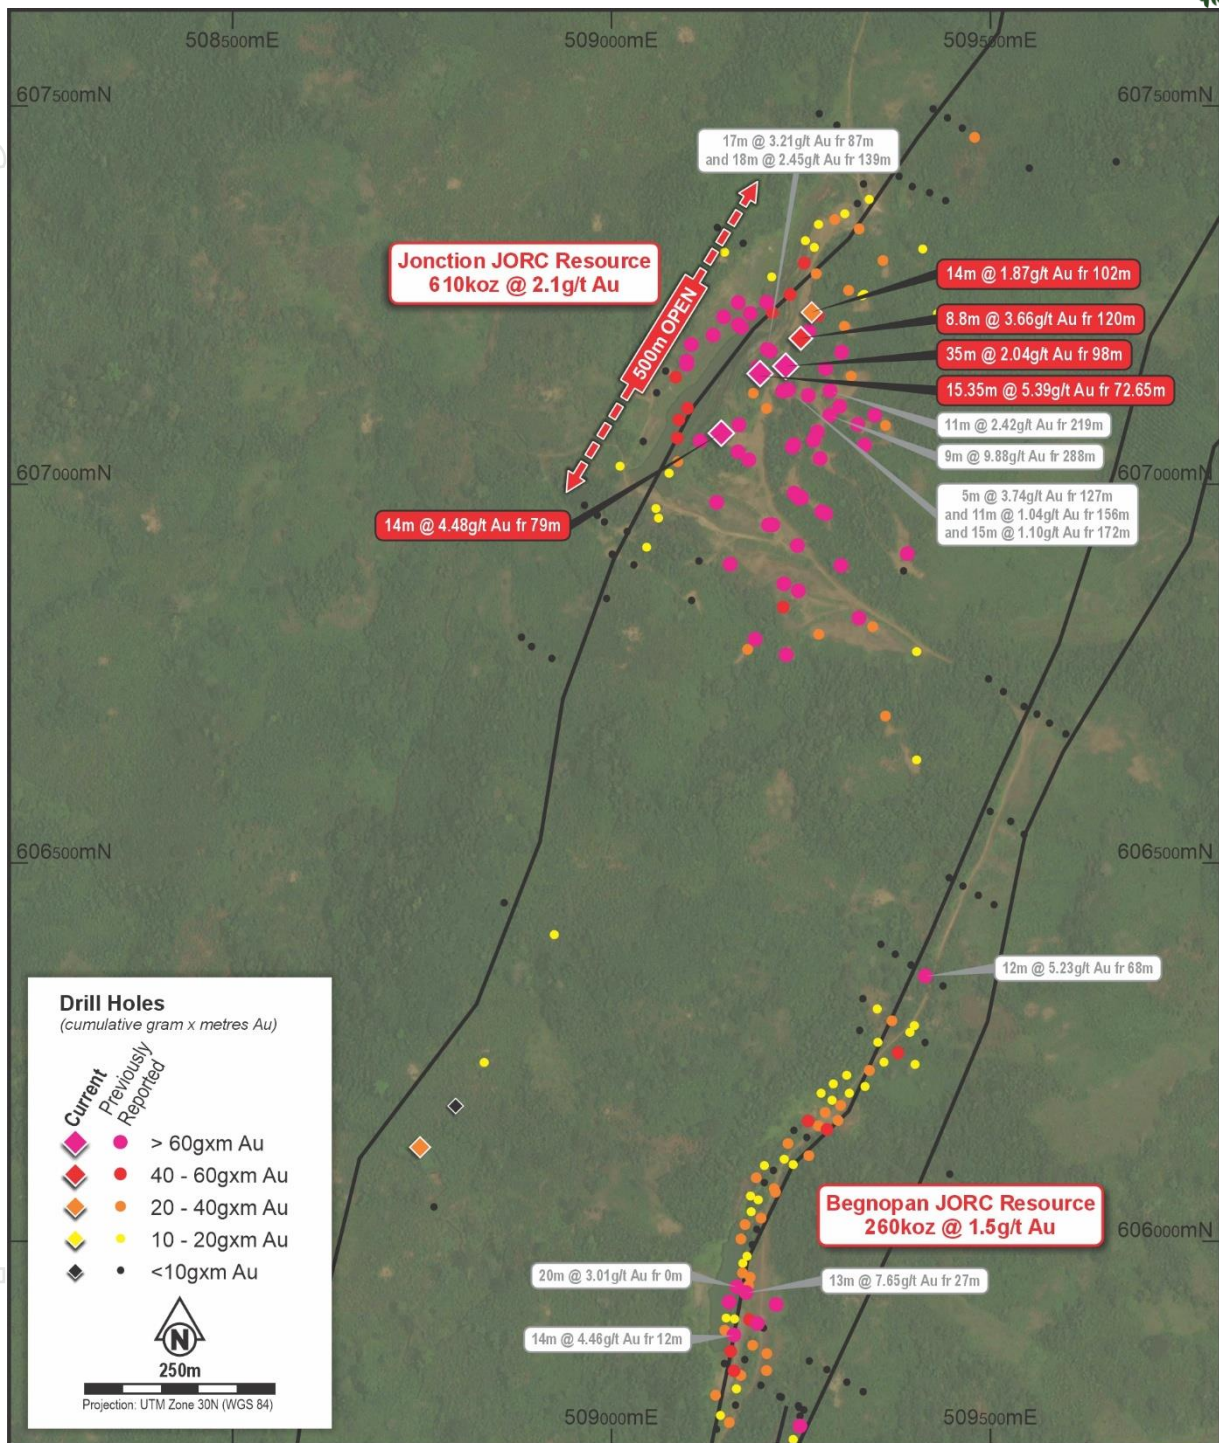 508500mE
509000mE
509500mE
607500mN
607500mN
17m @ 3.21g/t Au fr 87m
and 18m @ 2.45g/t Au fr 139m
Jonction JORC Resource
610koz @ 2.1g/t Au
500m OPEN
14m @ 1.87g/t Au fr 102m
8.8m @ 3.66g/t Au fr 120m
35m @ 2.04g/t Au fr 98m
15.35m @ 5.39g/t Au fr 72.65m
11m @ 2.42g/t Au fr 219m
9m @ 9.88g/t Au fr 288m
607000mN
607000mN
5m @ 3.74g/t Au fr 127m
and 11m @ 1.04g/t Au fr 156m
and 15m @ 1.10g/t Au fr 172m
14m @ 4.48g/t Au fr 79m
606500mN
606500mN
12m @ 5.23g/t Au fr 68m
Drill Holes
(cumulative gram x metres Au)
Current
Previously
Reported
> 60gxm Au
40 - 60gxm Au
20 - 40gxm Au
10 - 20gxm Au
<10gxm Au
N
250m
Projection: UTM Zone 30N (WGS 84)
Begnopan JORC Resource
260koz @ 1.5g/t Au
606000mN
20m @ 3.01g/t Au fr 0m
13m @ 7.65g/t Au fr 27m
14m @ 4.46g/t Au fr 12m
509000mE
509500mE